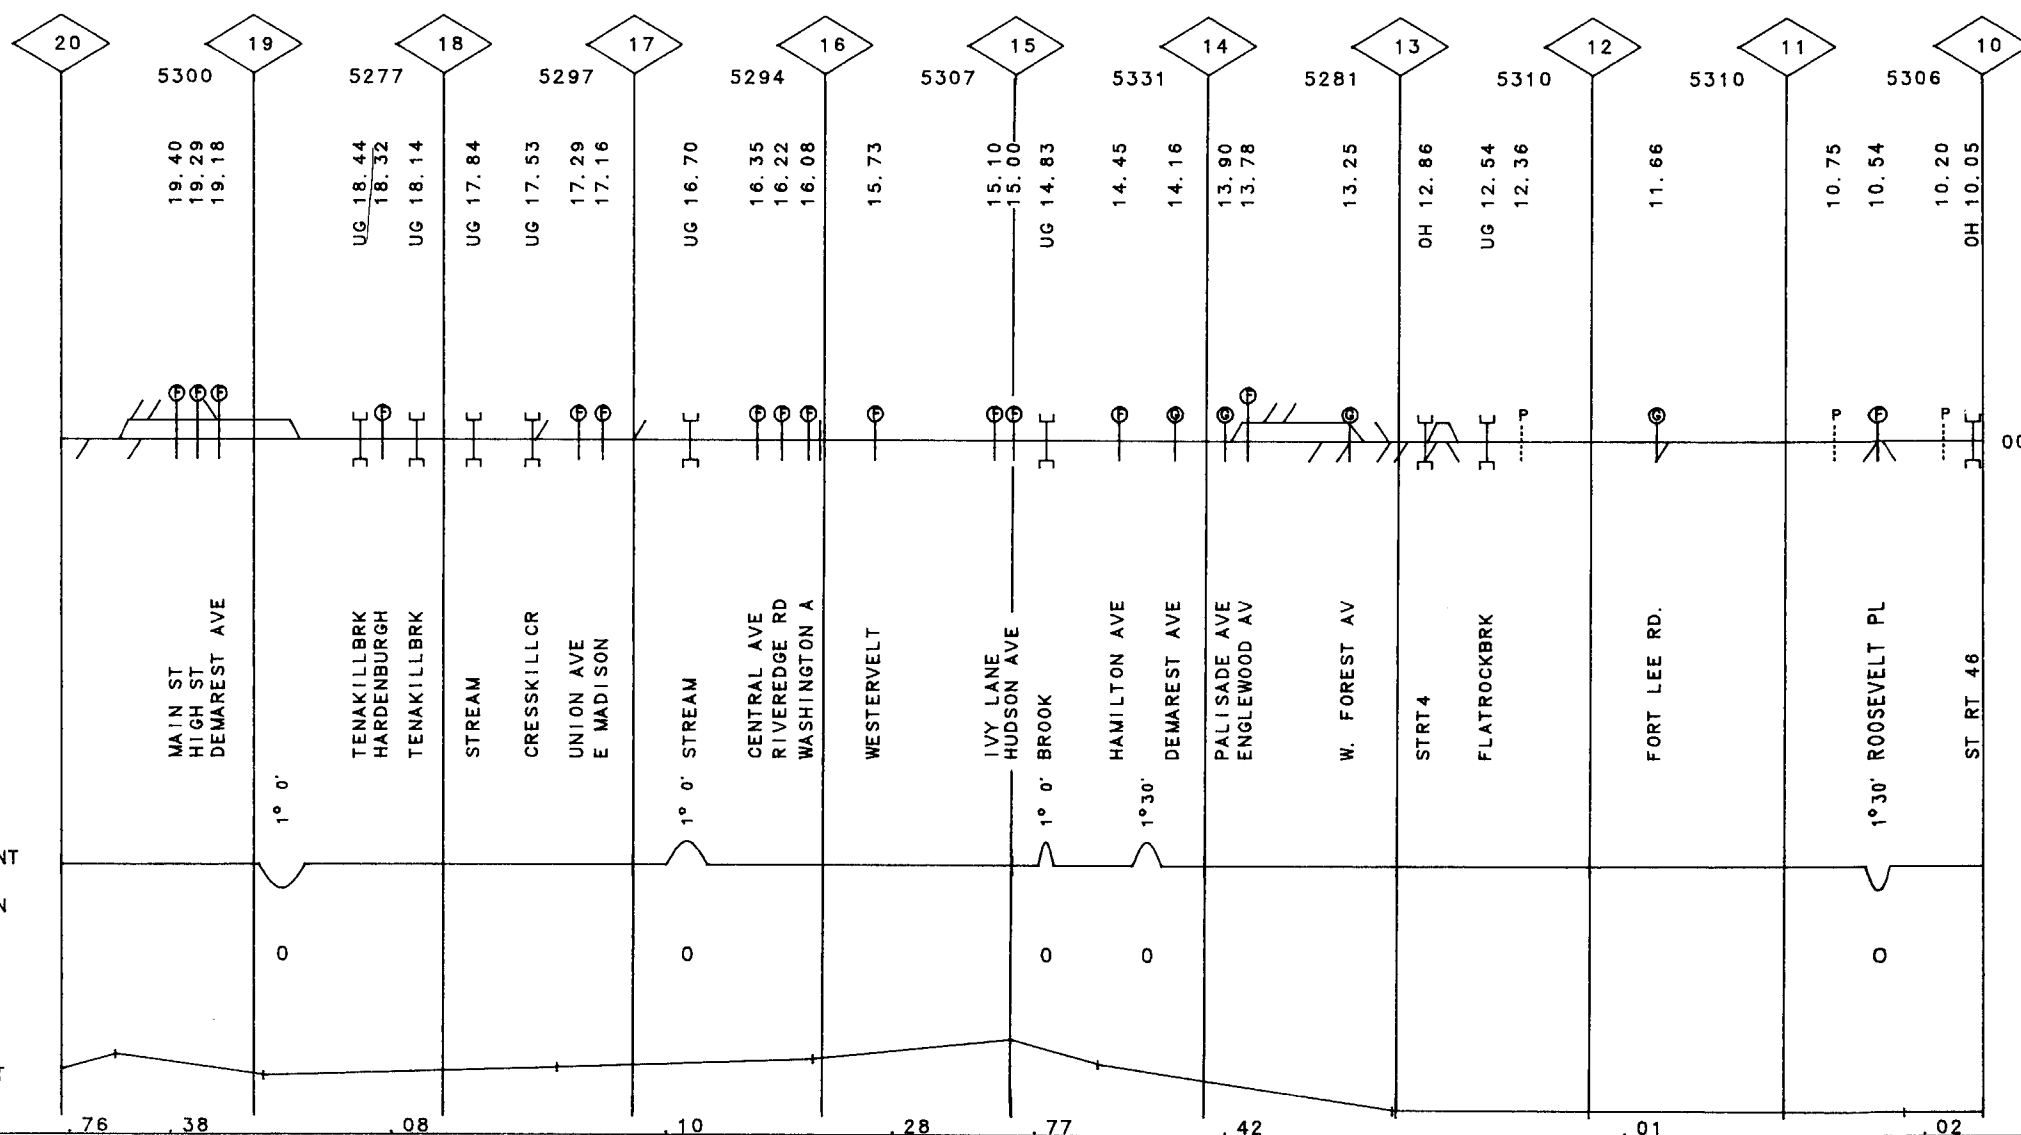 20 19 18 17 16 15 14 13 12 11 10
5300 5277 5297 5294 5307 5331 5281 5310 5310 5306
19.40
19.29
19.18
UG 18.44
18.32
UG 18.14
UG 17.84
UG 17.53
17.29
17.16
UG 16.70
16.35
16.22
16.08
15.73
15.10
15.00
UG 14.83
14.45
14.16
13.90
13.78
13.25
OH 12.86
UG 12.54
12.36
11.66
10.75
10.54
10.20
OH 10.05
F F F F F F F F F F F F F G G F G P G P F P
00
MAIN ST
HIGH ST
DEMAREST AVE
TENAKILLBRK
HARDENBURGH
TENAKILLBRK
STREAM
CRESSKILLCR
UNION AVE
E MADISON
STREAM
CENTRAL AVE
RIVEREDGE RD
WASHINGTON A
WESTERVELT
IVY LANE
HUDSON AVE
BROOK
HAMILTON AVE
DEMAREST AVE
PALISADE AVE
ENGLEWOOD AV
W. FOREST AV
STRT4
FLATROCKBRK
FORT LEE RD.
ROOSEVELT PL
ST RT 46
1° 0' 1° 0' 1° 0' 1°30' 1°30'
NT
N
0 0 0 0 0
T
.76 .38 .08 .10 .28 .77 .42 .01 .02